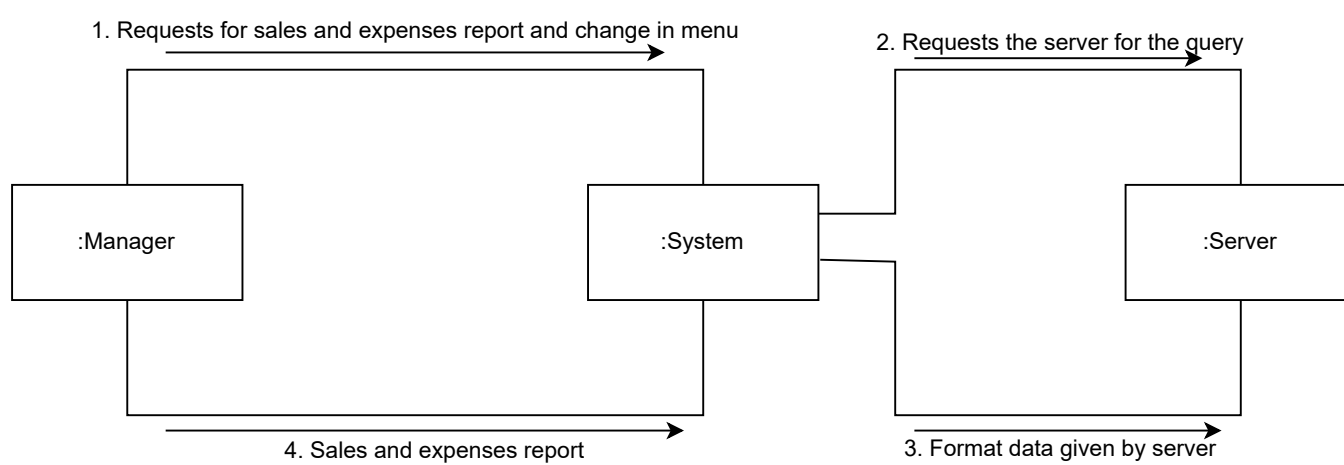 1. Requests for sales and expenses report and change in menu
2. Requests the server for the query
:Manager
:System
:Server
4. Sales and expenses report
3. Format data given by server